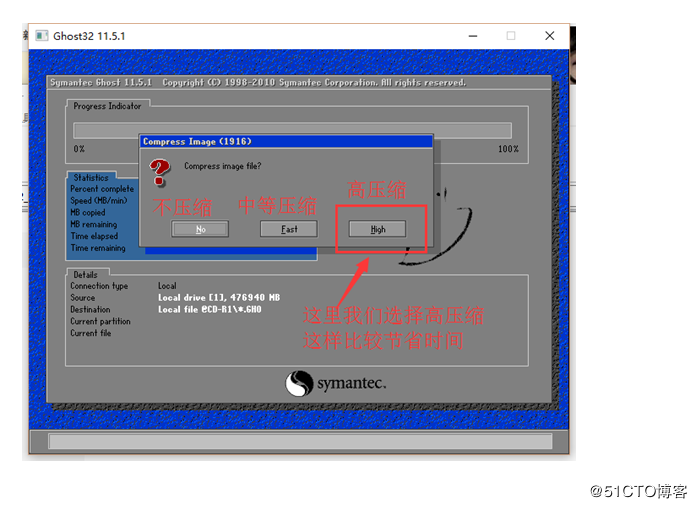 Ghost32 11.5.1
Symantec Ghost 11.5.1 Copyright (C) 1998-2010 Symantec Corporation. All rights reserved.
Progress Indicator
0%
100%
Compress Image (1916)
Compress image file?
不压缩
中等压缩
高压缩
No
Fast
High
Statistics
Percent complete
Speed (MB/min)
MB copied
MB remaining
Time elapsed
Time remaining
Details
Connection type Local
Source Local drive [1], 476940 MB
Destination Local file @CD-R1\*.GHO
Current partition
Current file
这里我们选择高压缩
这样比较节省时间
symantec.
@51CTO博客